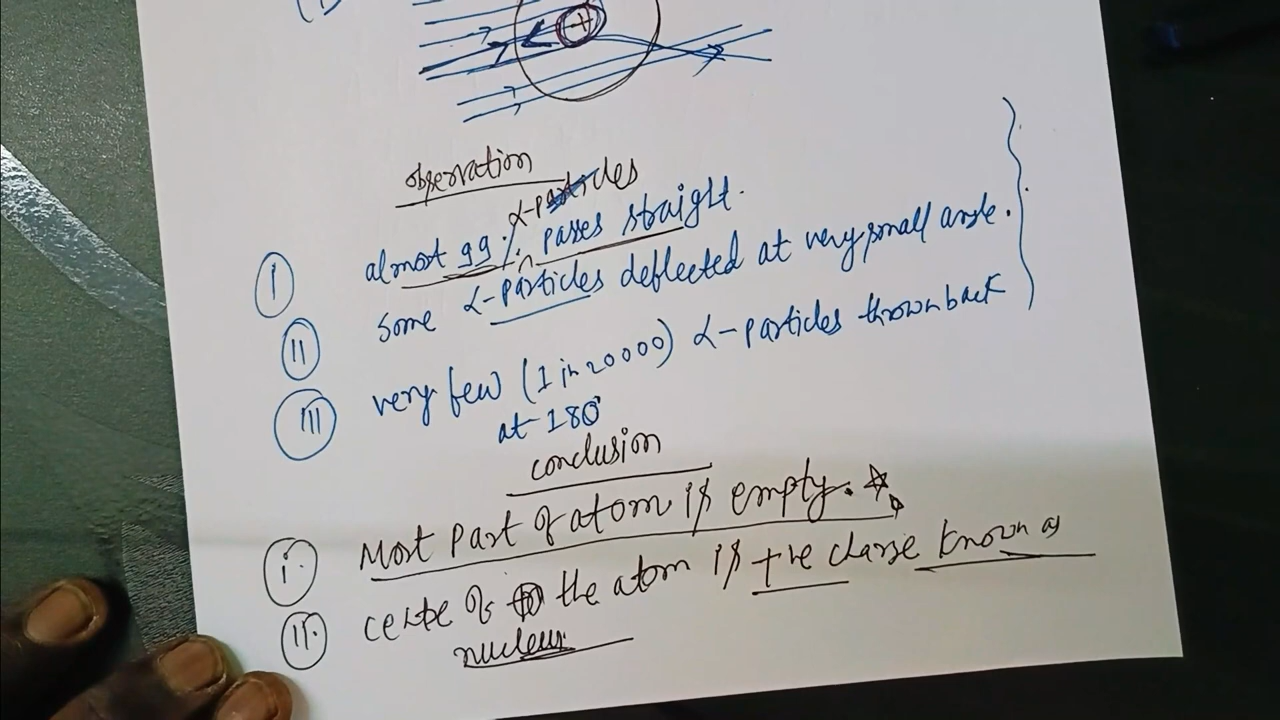 (1)
+
observation
α-particles
(I) almost 99% ^ passes straight.
(II) some α-particles deflected at very small angle.
(III) very few (1 in 20000) α-particles thrown back
at 180°
conclusion
(i.) Most part of atom is empty.
(ii.) centre of the atom is +ve charge known as
nucleus.